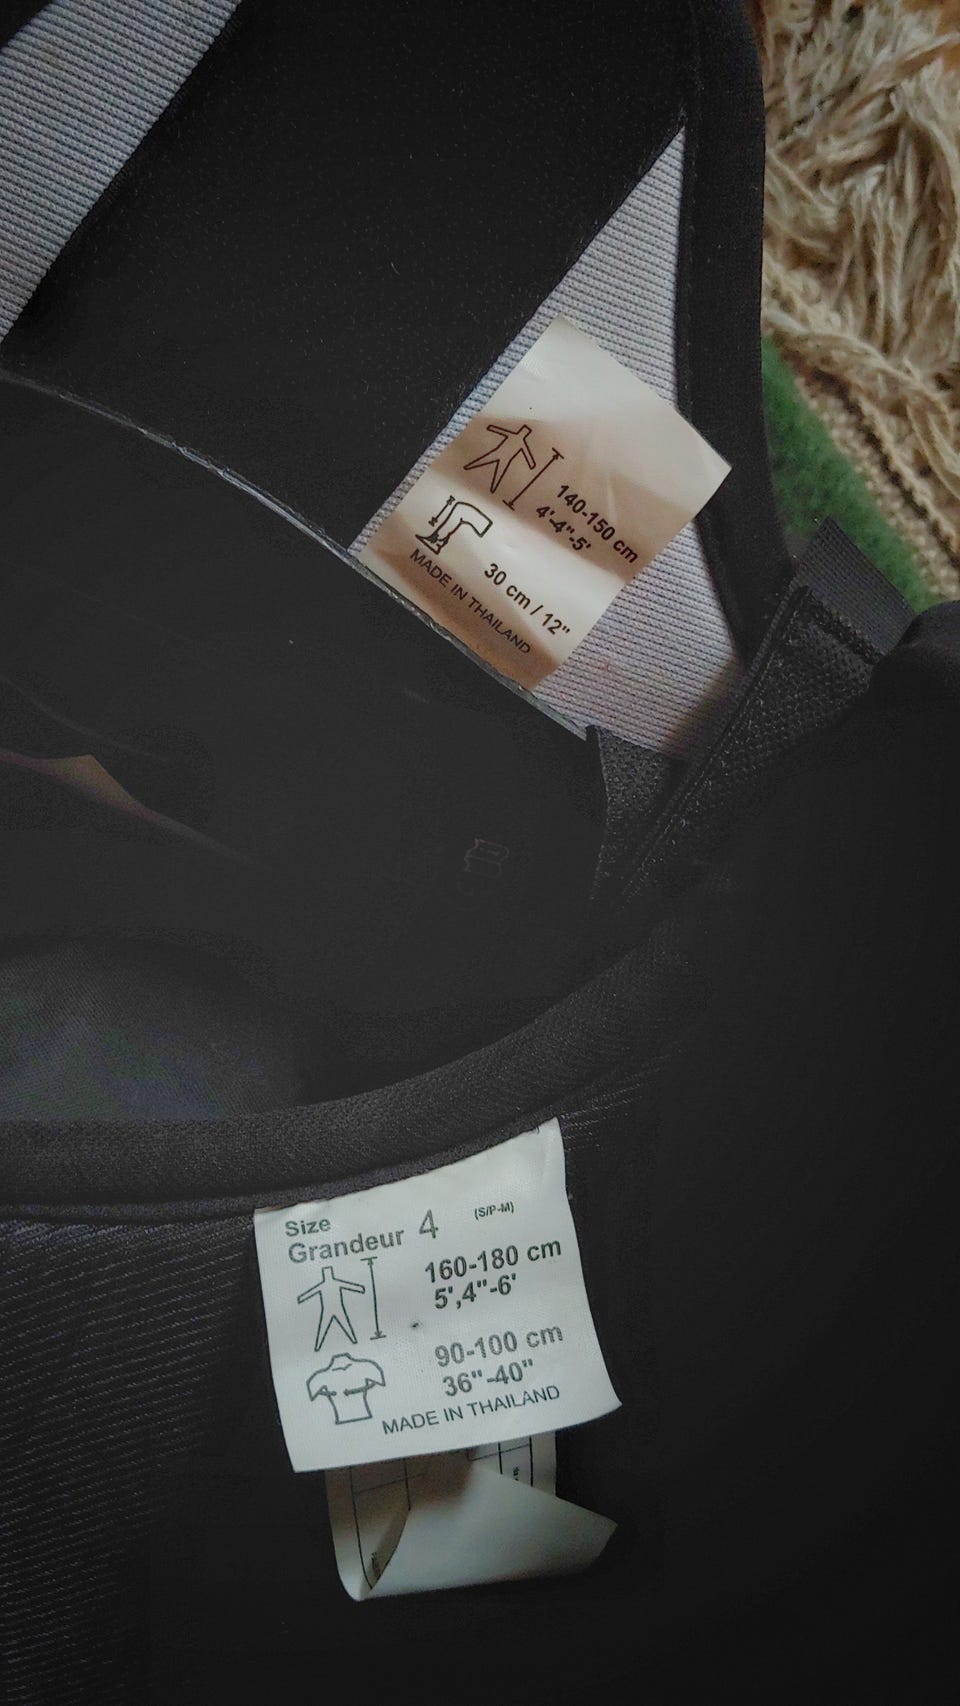 140-150 cm
4'-4"-5'
30 cm / 12"
MADE IN THAILAND
Size
Grandeur 4 (S/P-M)
160-180 cm
5',4"-6'
90-100 cm
36"-40"
MADE IN THAILAND